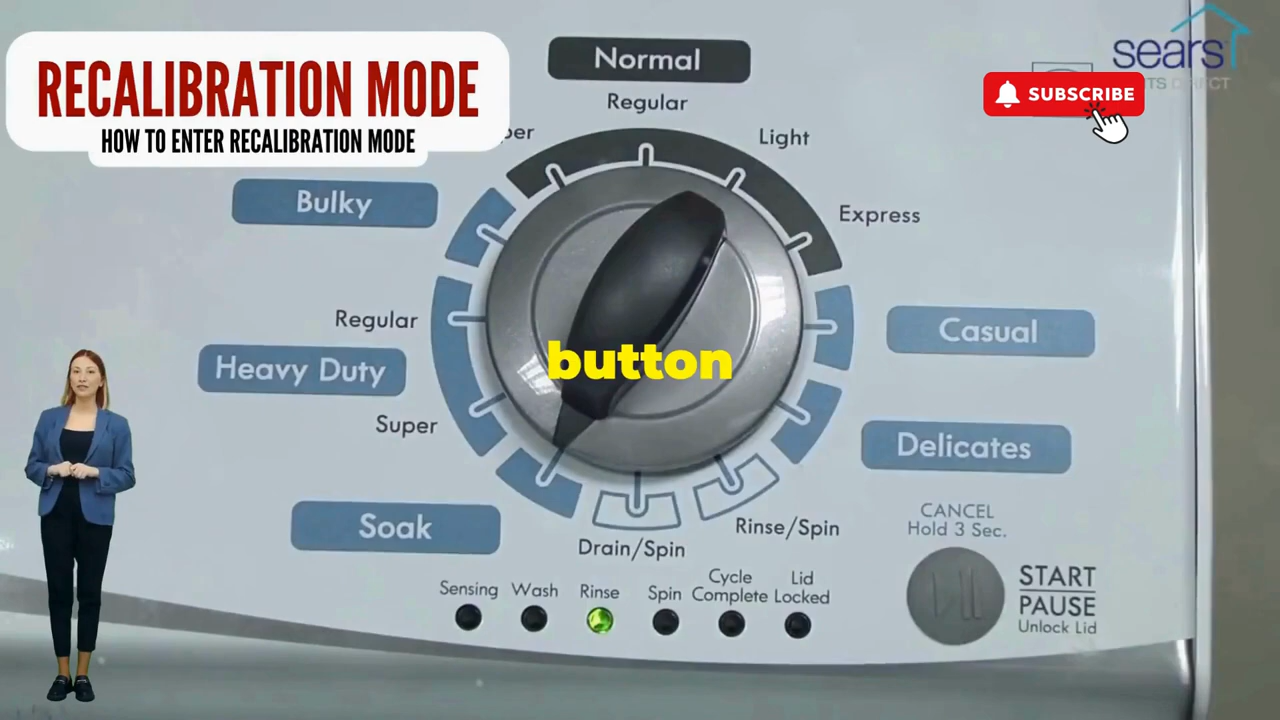 RECALIBRATION MODE
HOW TO ENTER RECALIBRATION MODE
sears
DIRECT
SUBSCRIBE
Normal
Regular
Light
Express
Bulky
Regular
Heavy Duty
Super
Soak
Casual
Delicates
Rinse/Spin
Drain/Spin
button
CANCEL
Hold 3 Sec.
START
PAUSE
Unlock Lid
Sensing
Wash
Rinse
Spin
Cycle Complete
Lid Locked